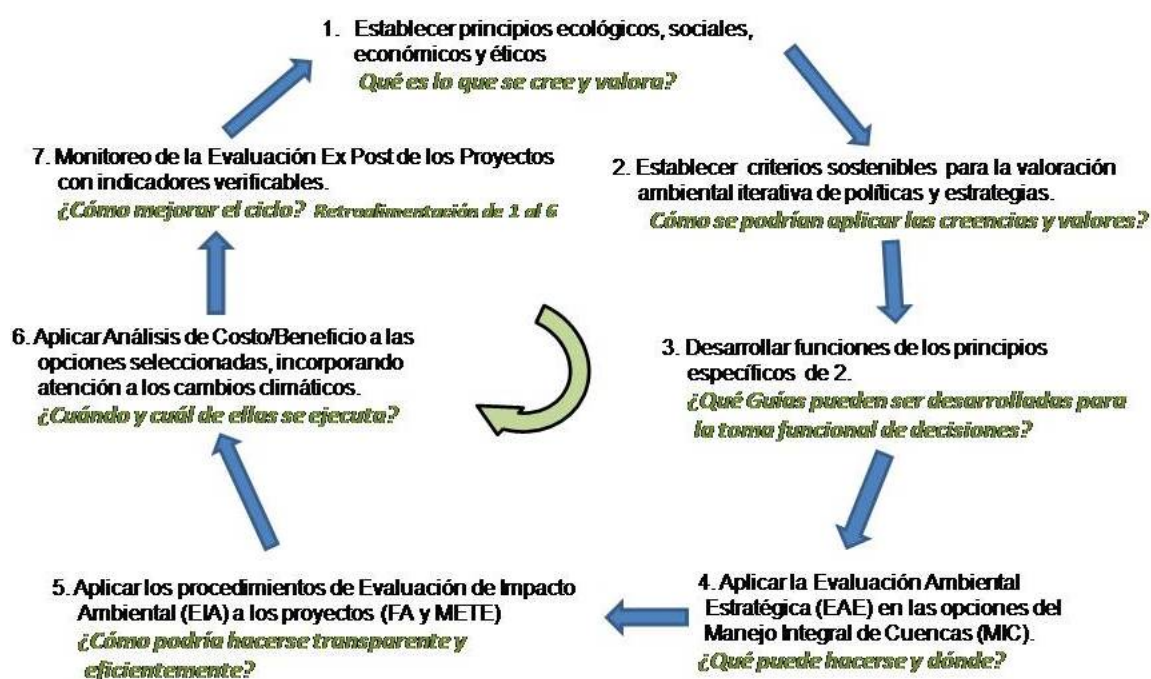 1. Establecer principios ecológicos, sociales,
económicos y éticos
Qué es lo que se cree y valora?
2. Establecer criterios sostenibles para la valoración
ambiental iterativa de políticas y estrategias.
Cómo se podrían aplicar las creencias y valores?
3. Desarrollar funciones de los principios
específicos de 2.
¿Qué Guías pueden ser desarrolladas para
la toma funcional de decisiones?
4. Aplicar la Evaluación Ambiental
Estratégica (EAE) en las opciones del
Manejo Integral de Cuencas (MIC).
¿Qué puede hacerse y dónde?
5. Aplicar los procedimientos de Evaluación de Impacto
Ambiental (EIA) a los proyectos (FA y METE)
¿Cómo podría hacerse transparente y
eficientemente?
6. Aplicar Análisis de Costo/Beneficio a las
opciones seleccionadas, incorporando
atención a los cambios climáticos.
¿Cuándo y cuál de ellas se ejecuta?
7. Monitoreo de la Evaluación Ex Post de los Proyectos
con indicadores verificables.
¿Cómo mejorar el ciclo? Retroalimentación de 1 al 6